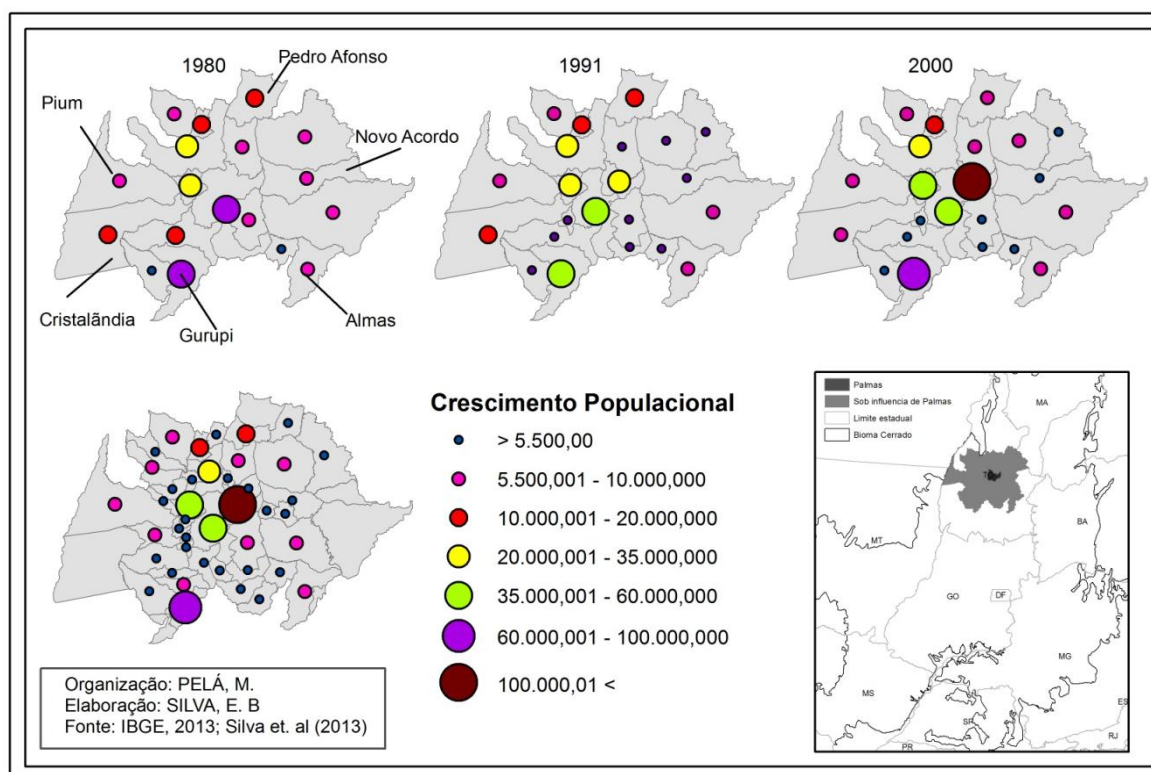 1980
1991
2000
Pedro Afonso
Pium
Novo Acordo
Cristalãndia
Gurupi
Almas
Crescimento Populacional
> 5.500,00
5.500,001 - 10.000,000
10.000,001 - 20.000,000
20.000,001 - 35.000,000
35.000,001 - 60.000,000
60.000,001 - 100.000,000
100.000,01 <
Organização: PELÁ, M.
Elaboração: SILVA, E. B
Fonte: IBGE, 2013; Silva et. al (2013)
Palmas
Sob influencia de Palmas
Limite estadual
Bioma Cerrado
MA
BA
MT
GO
DF
MG
MS
ES
SP
RJ
PR